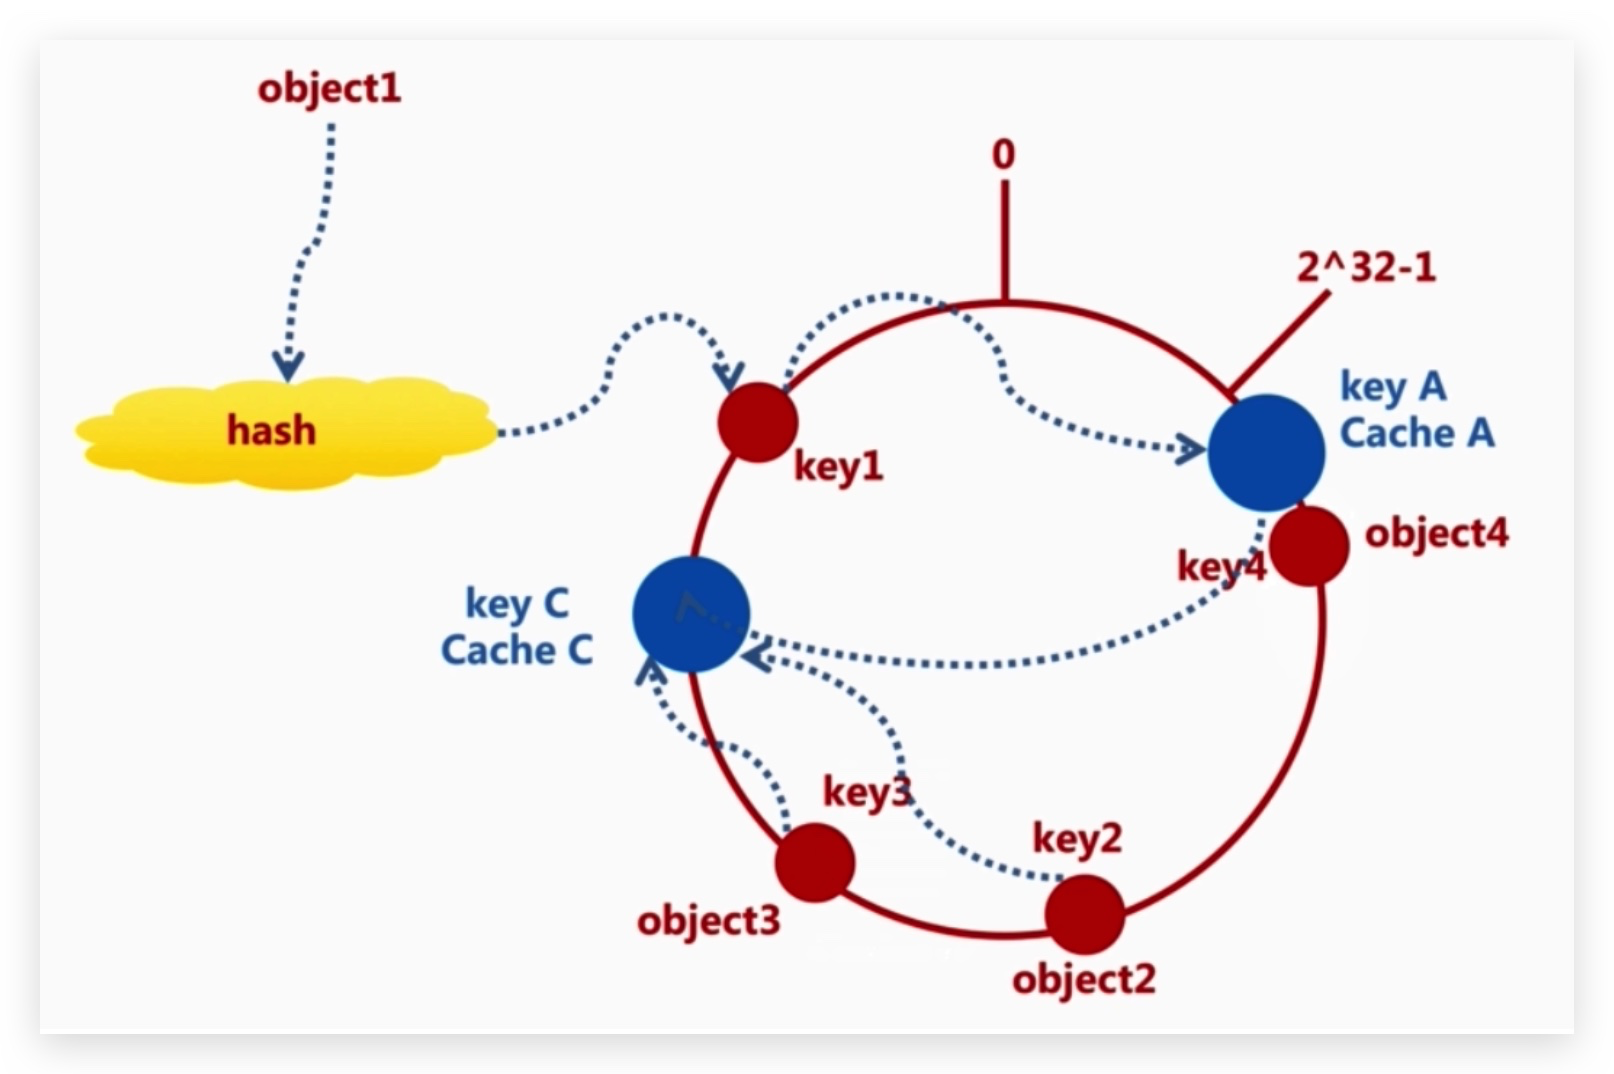 object1
0
2^32-1
key A
Cache A
hash
key1
object4
key4
key C
Cache C
key3
key2
object3
object2